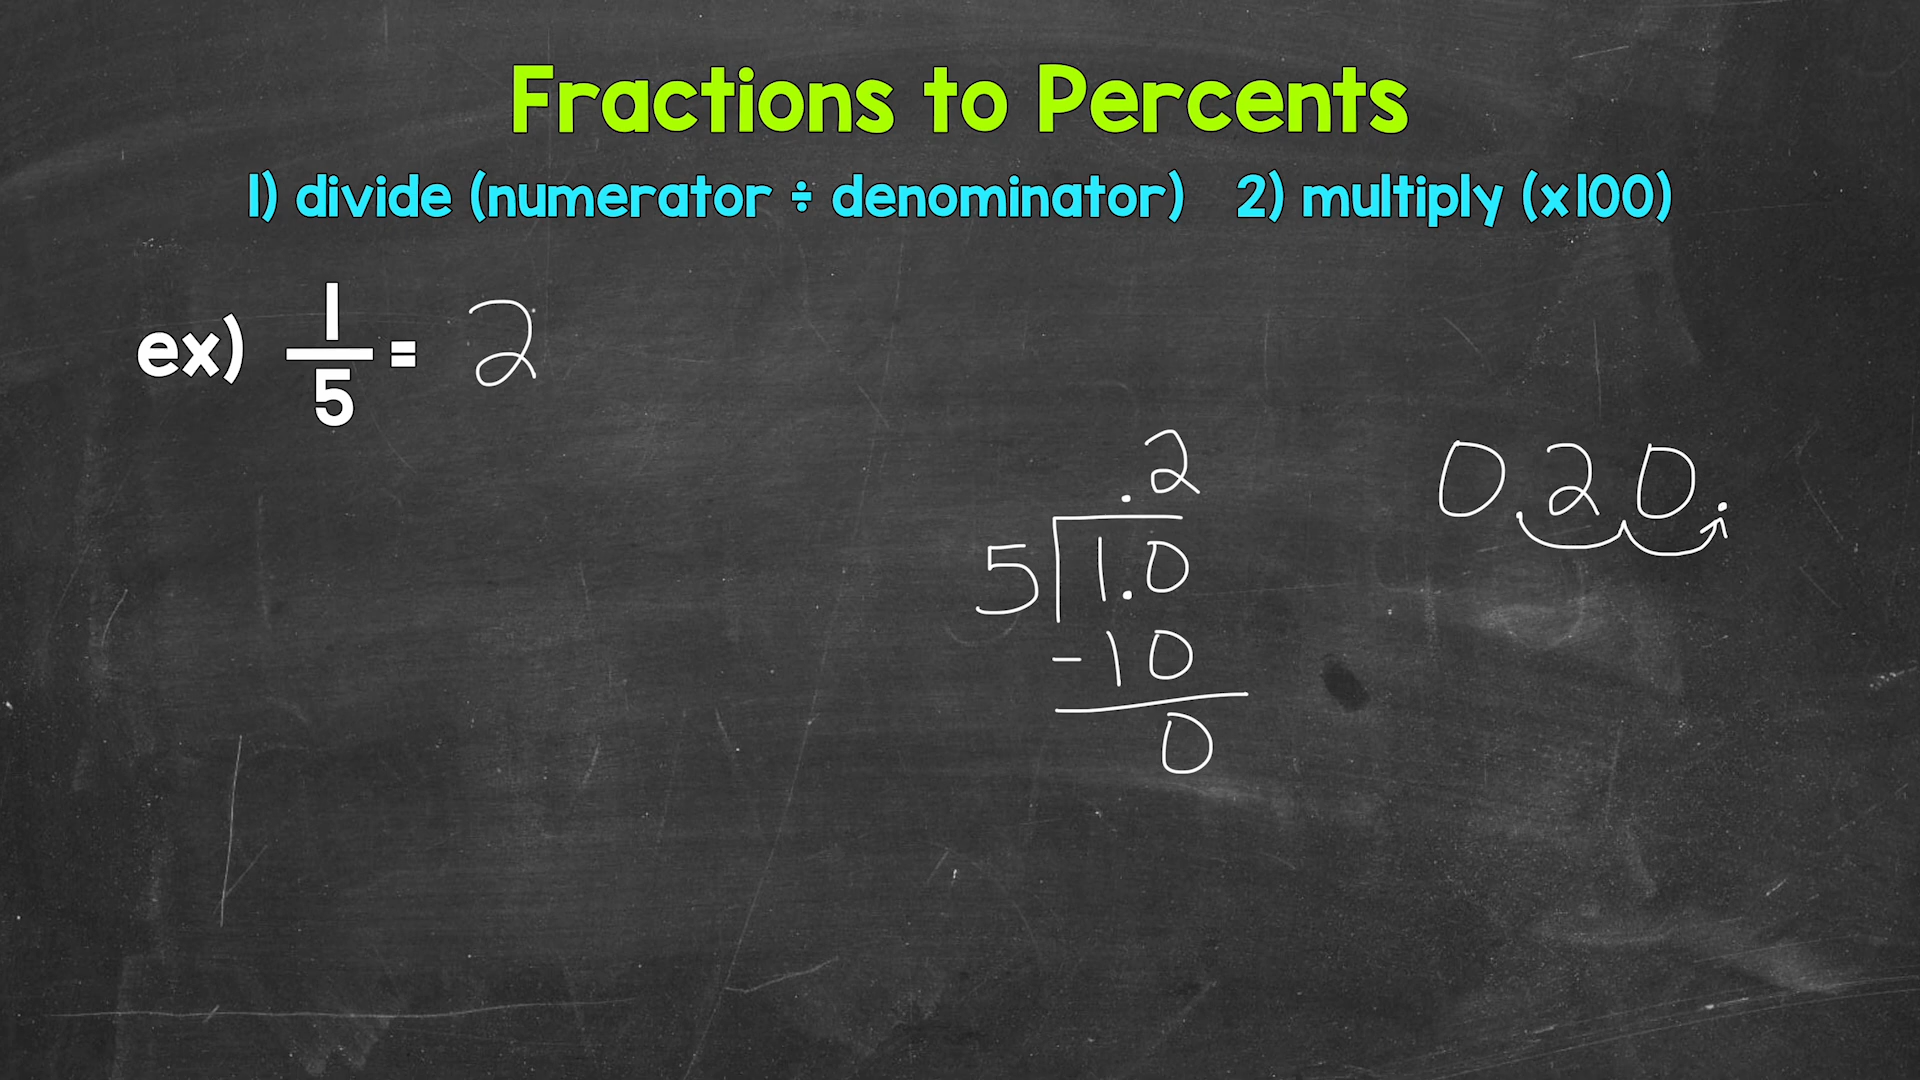 Fractions to Percents
1) divide (numerator ÷ denominator) 2) multiply (x100)
ex) 1/5 = 2
.2
5 1.0
-10
0
0.20.